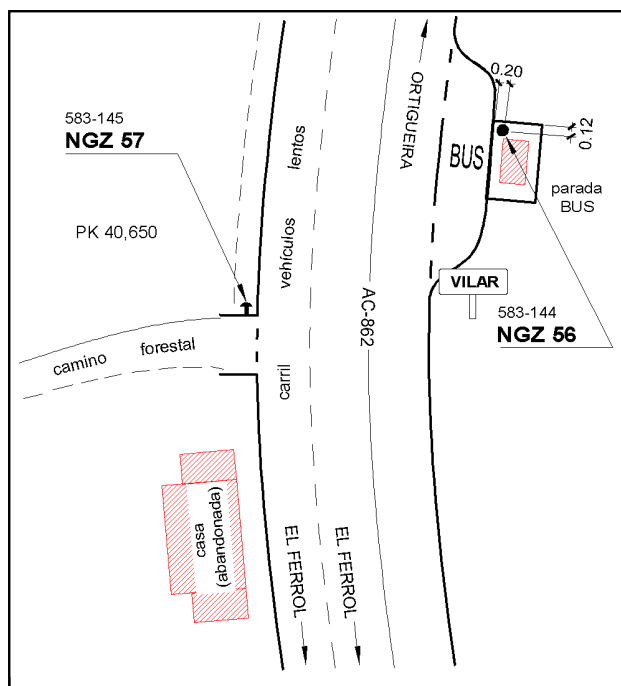 0.20
ORTIGUEIRA
583-145
NGZ 57
lentos
0.12
BUS
parada
BUS
PK 40,650
vehículos
VILAR
AC-862
583-144
NGZ 56
camino forestal
carril
casa
(abandonada)
EL FERROL
EL FERROL